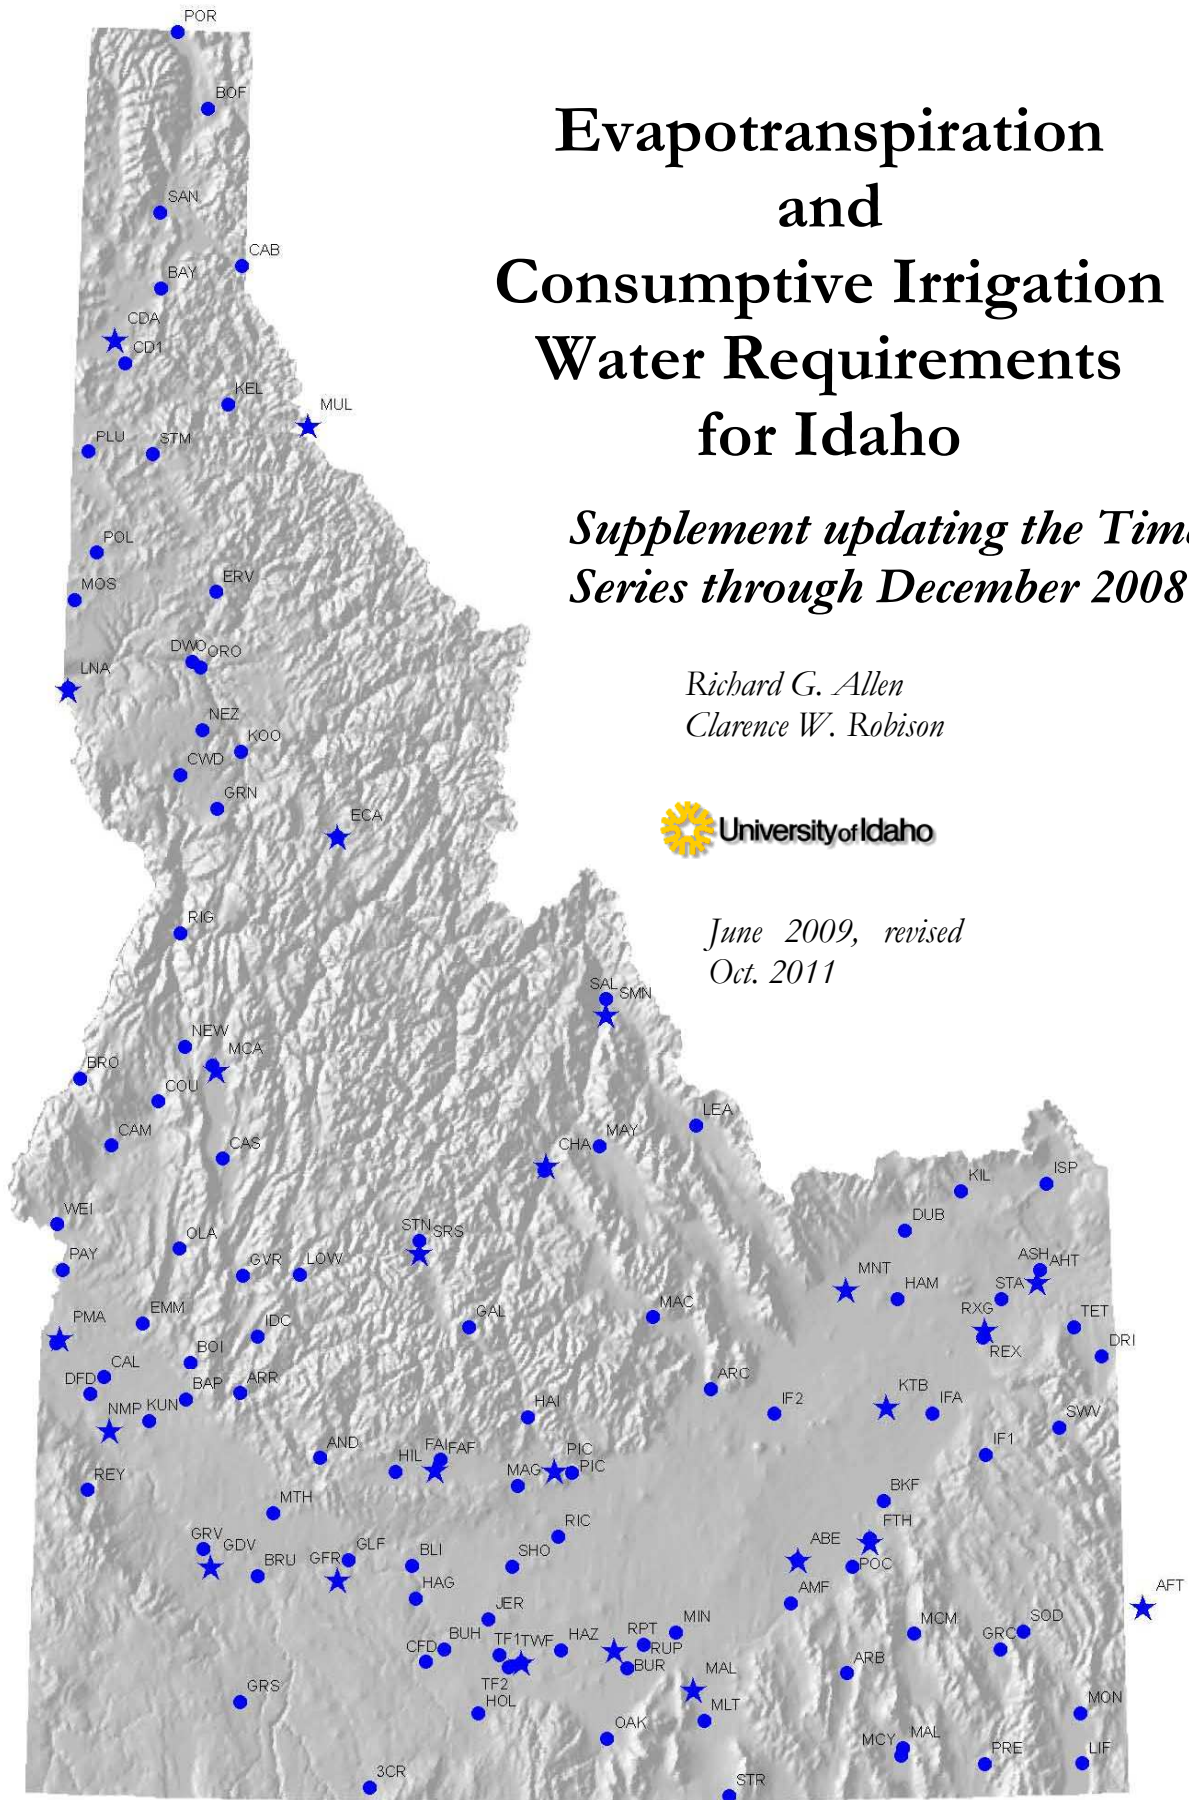 Evapotranspiration
and
Consumptive Irrigation
Water Requirements
for Idaho
Supplement updating the Time
Series through December 2008
Richard G. Allen
Clarence W. Robison
University of Idaho
June 2009, revised
Oct. 2011
POR
BOF
SAN
CAB
BAY
CDA
CD1
KEL
MUL
PLU
STM
POL
MOS
ERV
DWO
ORO
LNA
NEZ
KOO
CWD
GRN
ECA
RIG
SAL
SMN
NEW
MCA
BRO
COU
LEA
CAM
CAS
CHA
MAY
ISP
KIL
WEI
DUB
STN
SRS
OLA
PAY
GVR
LOW
ASH
AHT
MNT
HAM
STA
MAC
RXG
TET
PMA
EMM
IDC
GAL
REX
DRI
BOI
CAL
DFD
BAP
ARR
ARC
KTB
IFA
IF2
NMP
KUN
HAI
SWV
IF1
AND
FAI
FAF
HIL
PIC
PIC
MAG
REY
BKF
MTH
RIC
FTH
GRV
GDV
BRU
GFR
GLF
BLI
SHO
ABE
POC
HAG
AMF
AFT
JER
MCM
SOD
MIN
RPT
RUP
BUH
CFD
TF1
TWF
HAZ
GRC
BUR
ARB
MAL
TF2
GRS
HOL
MLT
MON
OAK
MCY
MAL
PRE
LIF
3CR
STR